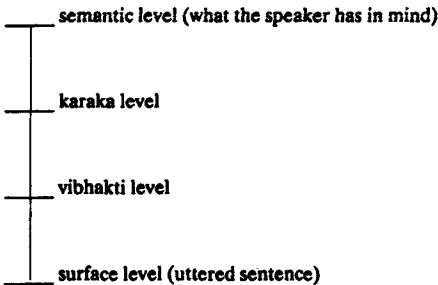 semantic level (what the speaker has in mind)
karaka level
vibhakti level
surface level (uttered sentence)